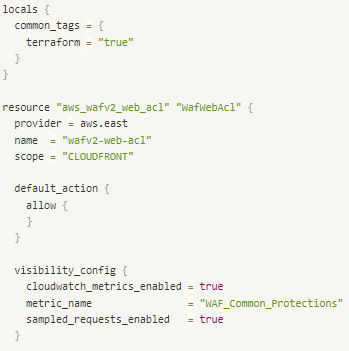 locals {
  common_tags = {
    terraform = "true"
  }
}

resource "aws_wafv2_web_acl" "WafWebAcl" {
  provider = aws.east
  name  = "wafv2-web-acl"
  scope = "CLOUDFRONT"

  default_action {
    allow {
    }
  }

  visibility_config {
    cloudwatch_metrics_enabled = true
    metric_name                = "WAF_Common_Protections"
    sampled_requests_enabled   = true
  }